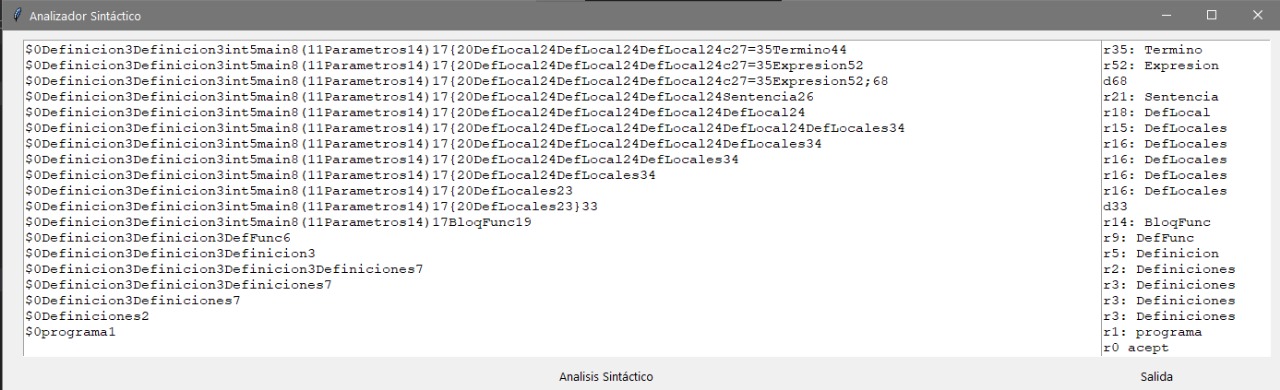 Analizador Sintáctico
$0Definicion3Definicion3int5main8(11Parametros14)17{20DefLocal24DefLocal24DefLocal24c27=35Termino44 r35: Termino
$0Definicion3Definicion3int5main8(11Parametros14)17{20DefLocal24DefLocal24DefLocal24c27=35Expresion52 r52: Expresion
$0Definicion3Definicion3int5main8(11Parametros14)17{20DefLocal24DefLocal24DefLocal24c27=35Expresion52;68 d68
$0Definicion3Definicion3int5main8(11Parametros14)17{20DefLocal24DefLocal24DefLocal24Sentencia26 r21: Sentencia
$0Definicion3Definicion3int5main8(11Parametros14)17{20DefLocal24DefLocal24DefLocal24DefLocal24 r18: DefLocal
$0Definicion3Definicion3int5main8(11Parametros14)17{20DefLocal24DefLocal24DefLocal24DefLocal24DefLocales34 r15: DefLocales
$0Definicion3Definicion3int5main8(11Parametros14)17{20DefLocal24DefLocal24DefLocal24DefLocales34 r16: DefLocales
$0Definicion3Definicion3int5main8(11Parametros14)17{20DefLocal24DefLocal24DefLocales34 r16: DefLocales
$0Definicion3Definicion3int5main8(11Parametros14)17{20DefLocal24DefLocales34 r16: DefLocales
$0Definicion3Definicion3int5main8(11Parametros14)17{20DefLocales23 r16: DefLocales
$0Definicion3Definicion3int5main8(11Parametros14)17{20DefLocales23}33 d33
$0Definicion3Definicion3int5main8(11Parametros14)17BloqFunc19 r14: BloqFunc
$0Definicion3Definicion3DefFunc6 r9: DefFunc
$0Definicion3Definicion3Definicion3 r5: Definicion
$0Definicion3Definicion3Definicion3Definiciones7 r2: Definiciones
$0Definicion3Definicion3Definiciones7 r3: Definiciones
$0Definicion3Definiciones7 r3: Definiciones
$0Definiciones2 r3: Definiciones
$0programa1 r1: programa
r0 acept
Analisis Sintáctico Salida